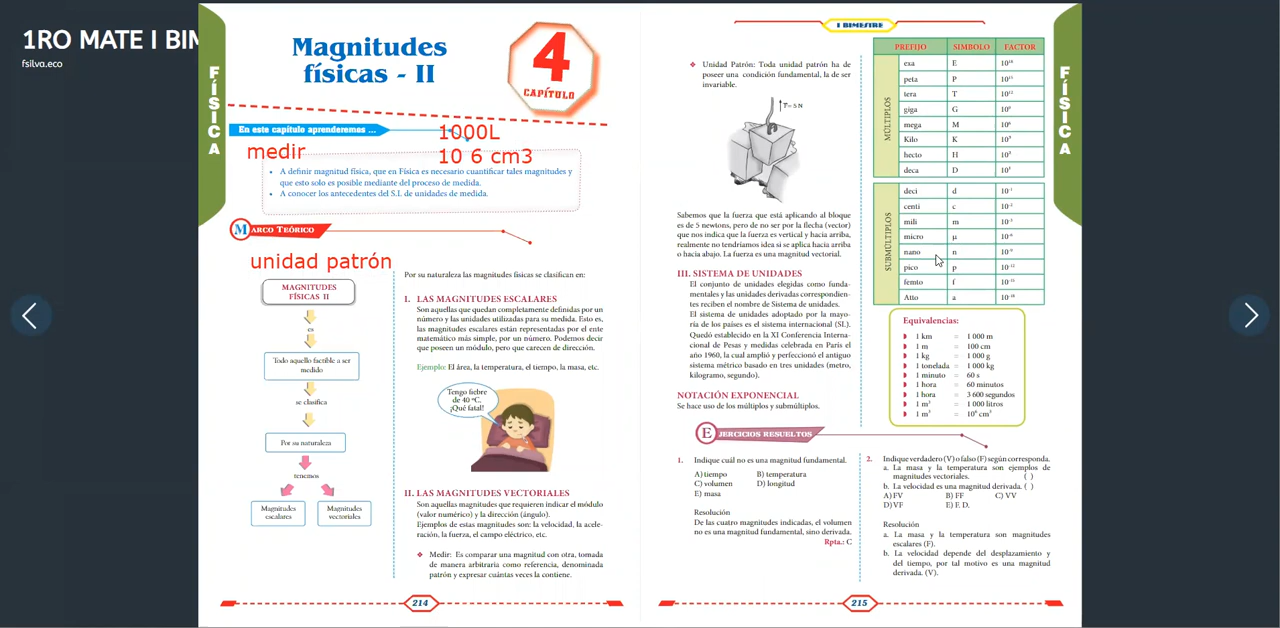 1RO MATE I BIM
fsilva.eco
FÍSICA
Magnitudes
físicas - II
4
CAPÍTULO
En este capítulo aprenderemos ...
1000L
medir
10 6 cm3
• A definir magnitud física, que en Física es necesario cuantificar tales magnitudes y
que esto solo es posible mediante del proceso de medida.
• A conocer los antecedentes del S.I. de unidades de medida.
MARCO TEÓRICO
unidad patrón
MAGNITUDES
FÍSICAS II
es
Todo aquello factible a ser
medido
se clasifica
Por su naturaleza
tenemos
Magnitudes
escalares
Magnitudes
vectoriales
Por su naturaleza las magnitudes físicas se clasifican en:
I. LAS MAGNITUDES ESCALARES
Son aquellas que quedan completamente definidas por un
número y las unidades utilizadas para su medida. Esto es,
las magnitudes escalares están representadas por el ente
matemático más simple, por un número. Podemos decir
que poseen un módulo, pero que carecen de dirección.
Ejemplo: El área, la temperatura, el tiempo, la masa, etc.
Tengo fiebre
de 40 ºC.
¡Qué fatal!
II. LAS MAGNITUDES VECTORIALES
Son aquellas magnitudes que requieren indicar el módulo
(valor numérico) y la dirección (ángulo).
Ejemplos de estas magnitudes son: la velocidad, la acele-
ración, la fuerza, el campo eléctrico, etc.
❖ Medir: Es comparar una magnitud con otra, tomada
de manera arbitraria como referencia, denominada
patrón y expresar cuántas veces la contiene.
214
I BIMESTRE
❖ Unidad Patrón: Toda unidad patrón ha de
poseer una condición fundamental, la de ser
invariable.
T= 5 N
Sabemos que la fuerza que está aplicando al bloque
es de 5 newtons, pero de no ser por la flecha (vector)
que nos indica que la fuerza es vertical y hacia arriba,
realmente no tendríamos idea si se aplica hacia arriba
o hacia abajo. La fuerza es una magnitud vectorial.
III. SISTEMA DE UNIDADES
El conjunto de unidades elegidas como funda-
mentales y las unidades derivadas correspondien-
tes reciben el nombre de Sistema de unidades.
El sistema de unidades adoptado por la mayo-
ría de los países es el sistema internacional (SI.).
Quedó establecido en la XI Conferencia Interna-
cional de Pesas y medidas celebrada en París el
año 1960, la cual amplió y perfeccionó el antiguo
sistema métrico basado en tres unidades (metro,
kilogramo, segundo).
NOTACIÓN EXPONENCIAL
Se hace uso de los múltiplos y submúltiplos.
EJERCICIOS RESUELTOS
1. Indique cuál no es una magnitud fundamental.
A) tiempo B) temperatura
C) volumen D) longitud
E) masa
Resolución
De las cuatro magnitudes indicadas, el volumen
no es una magnitud fundamental, sino derivada.
Rpta.: C
PREFIJO SIMBOLO FACTOR
MÚLTIPLOS
exa E 10¹⁸
peta P 10¹⁵
tera T 10¹²
giga G 10⁹
mega M 10⁶
Kilo K 10³
hecto H 10²
deca D 10¹
SUBMÚLTIPLOS
deci d 10⁻¹
centi c 10⁻²
mili m 10⁻³
micro µ 10⁻⁶
nano n 10⁻⁹
pico p 10⁻¹²
femto f 10⁻¹⁵
Atto a 10⁻¹⁸
Equivalencias:
1 km = 1 000 m
1 m = 100 cm
1 kg = 1 000 g
1 tonelada = 1 000 kg
1 minuto = 60 s
1 hora = 60 minutos
1 hora = 3 600 segundos
1 m³ = 1 000 litros
1 m³ = 10⁶ cm³
2. Indique verdadero (V) o falso (F) según corresponda.
a. La masa y la temperatura son ejemplos de
magnitudes vectoriales. ( )
b. La velocidad es una magnitud derivada. ( )
A) FV B) FF C) VV
D) VF E) F. D.
Resolución
a. La masa y la temperatura son magnitudes
escalares (F).
b. La velocidad depende del desplazamiento y
del tiempo, por tal motivo es una magnitud
derivada. (V).
215
FÍSICA